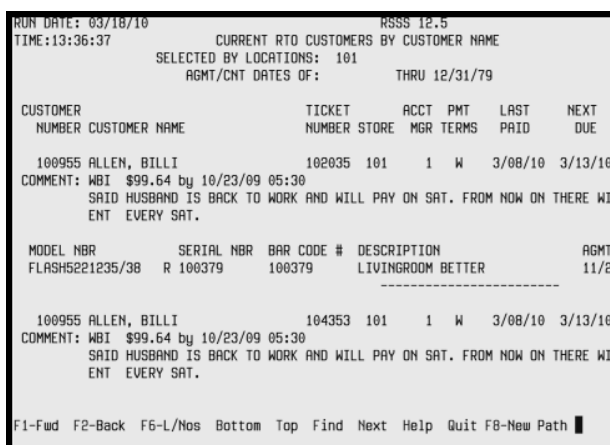 RUN DATE: 03/18/10 RSSS 12.5
TIME:13:36:37 CURRENT RTO CUSTOMERS BY CUSTOMER NAME
SELECTED BY LOCATIONS: 101
AGMT/CNT DATES OF: THRU 12/31/79
CUSTOMER TICKET ACCT PMT LAST NEXT
NUMBER CUSTOMER NAME NUMBER STORE MGR TERMS PAID DUE
100955 ALLEN, BILLI 102035 101 1 W 3/08/10 3/13/10
COMMENT: WBI $99.64 by 10/23/09 05:30
SAID HUSBAND IS BACK TO WORK AND WILL PAY ON SAT. FROM NOW ON THERE WI
ENT EVERY SAT.
MODEL NBR SERIAL NBR BAR CODE # DESCRIPTION AGMT
FLASH5221235/38 R 100379 100379 LIVINGROOM BETTER 11/2
-------------------------
100955 ALLEN, BILLI 104353 101 1 W 3/08/10 3/13/10
COMMENT: WBI $99.64 by 10/23/09 05:30
SAID HUSBAND IS BACK TO WORK AND WILL PAY ON SAT. FROM NOW ON THERE WI
ENT EVERY SAT.
F1-Fwd F2-Back F6-L/Nos Bottom Top Find Next Help Quit F8-New Path